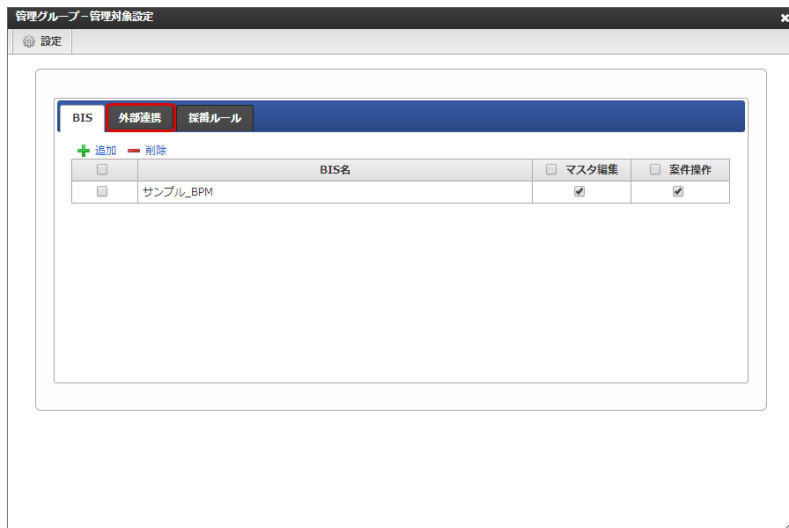 管理グループ－管理対象設定
設定
BIS 外部連携 採番ルール
追加 削除
BIS名 マスタ編集 案件操作
サンプル_BPM